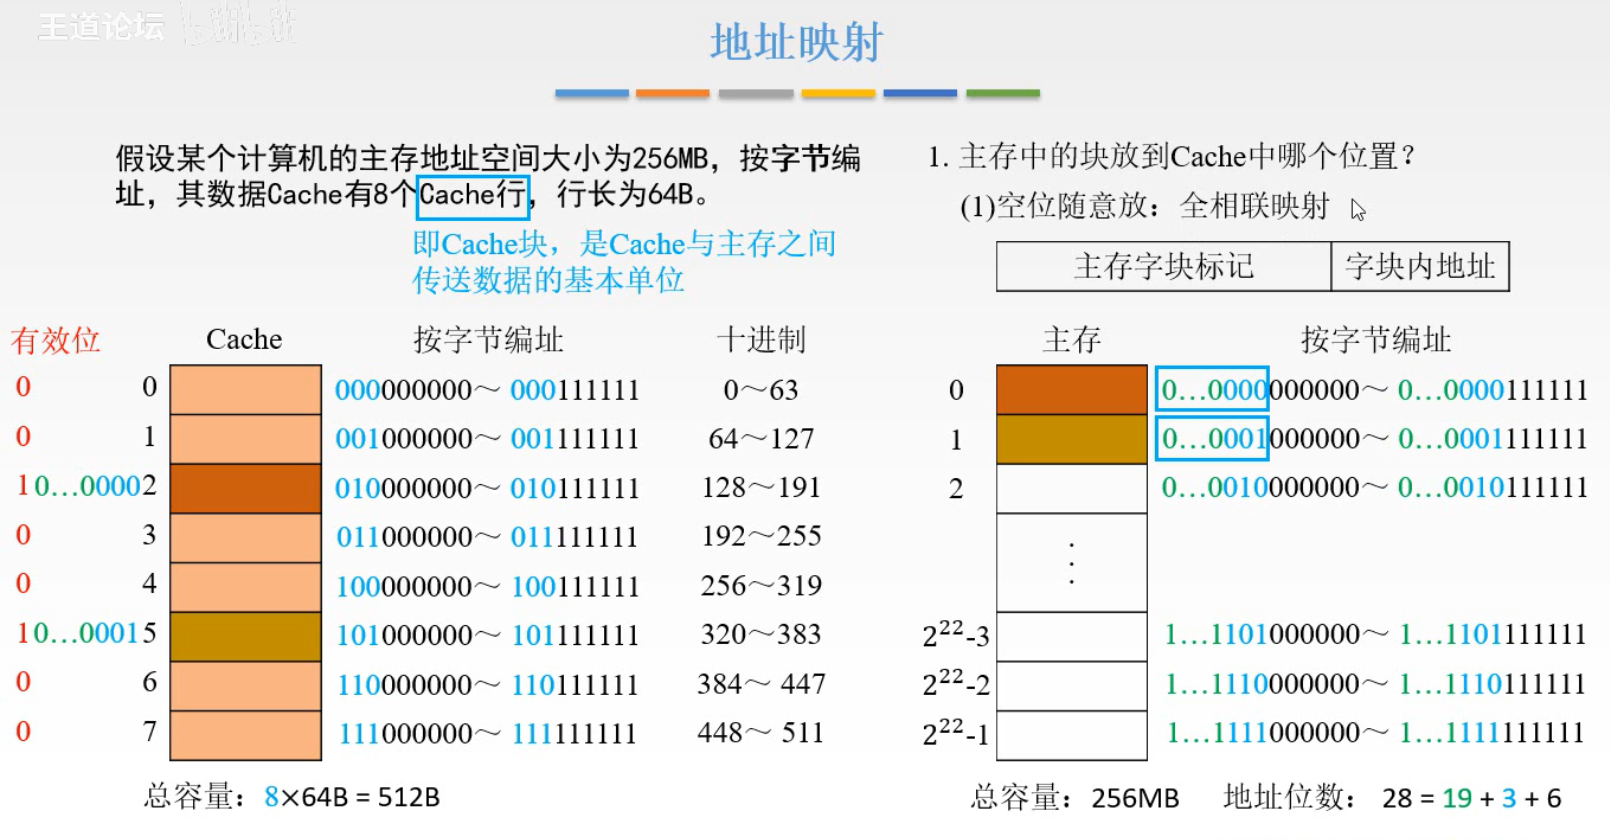 王道论坛 bilibili
地址映射
假设某个计算机的主存地址空间大小为256MB，按字节编
址，其数据Cache有8个Cache行，行长为64B。
即Cache块，是Cache与主存之间
传送数据的基本单位
1. 主存中的块放到Cache中哪个位置？
(1)空位随意放：全相联映射
主存字块标记 字块内地址
有效位 Cache 按字节编址 十进制
0 0 000000000～ 000111111 0～63
0 1 001000000～ 001111111 64～127
1 0…0000 2 010000000～ 010111111 128～191
0 3 011000000～ 011111111 192～255
0 4 100000000～ 100111111 256～319
1 0…0001 5 101000000～ 101111111 320～383
0 6 110000000～ 110111111 384～ 447
0 7 111000000～ 111111111 448～ 511
总容量：8×64B = 512B
主存 按字节编址
0 0…0000000000～ 0…0000111111
1 0…0001000000～ 0…0001111111
2 0…0010000000～ 0…0010111111
⋮
2²²-3 1…1101000000～ 1…1101111111
2²²-2 1…1110000000～ 1…1110111111
2²²-1 1…1111000000～ 1…1111111111
总容量：256MB 地址位数： 28 = 19 + 3 + 6